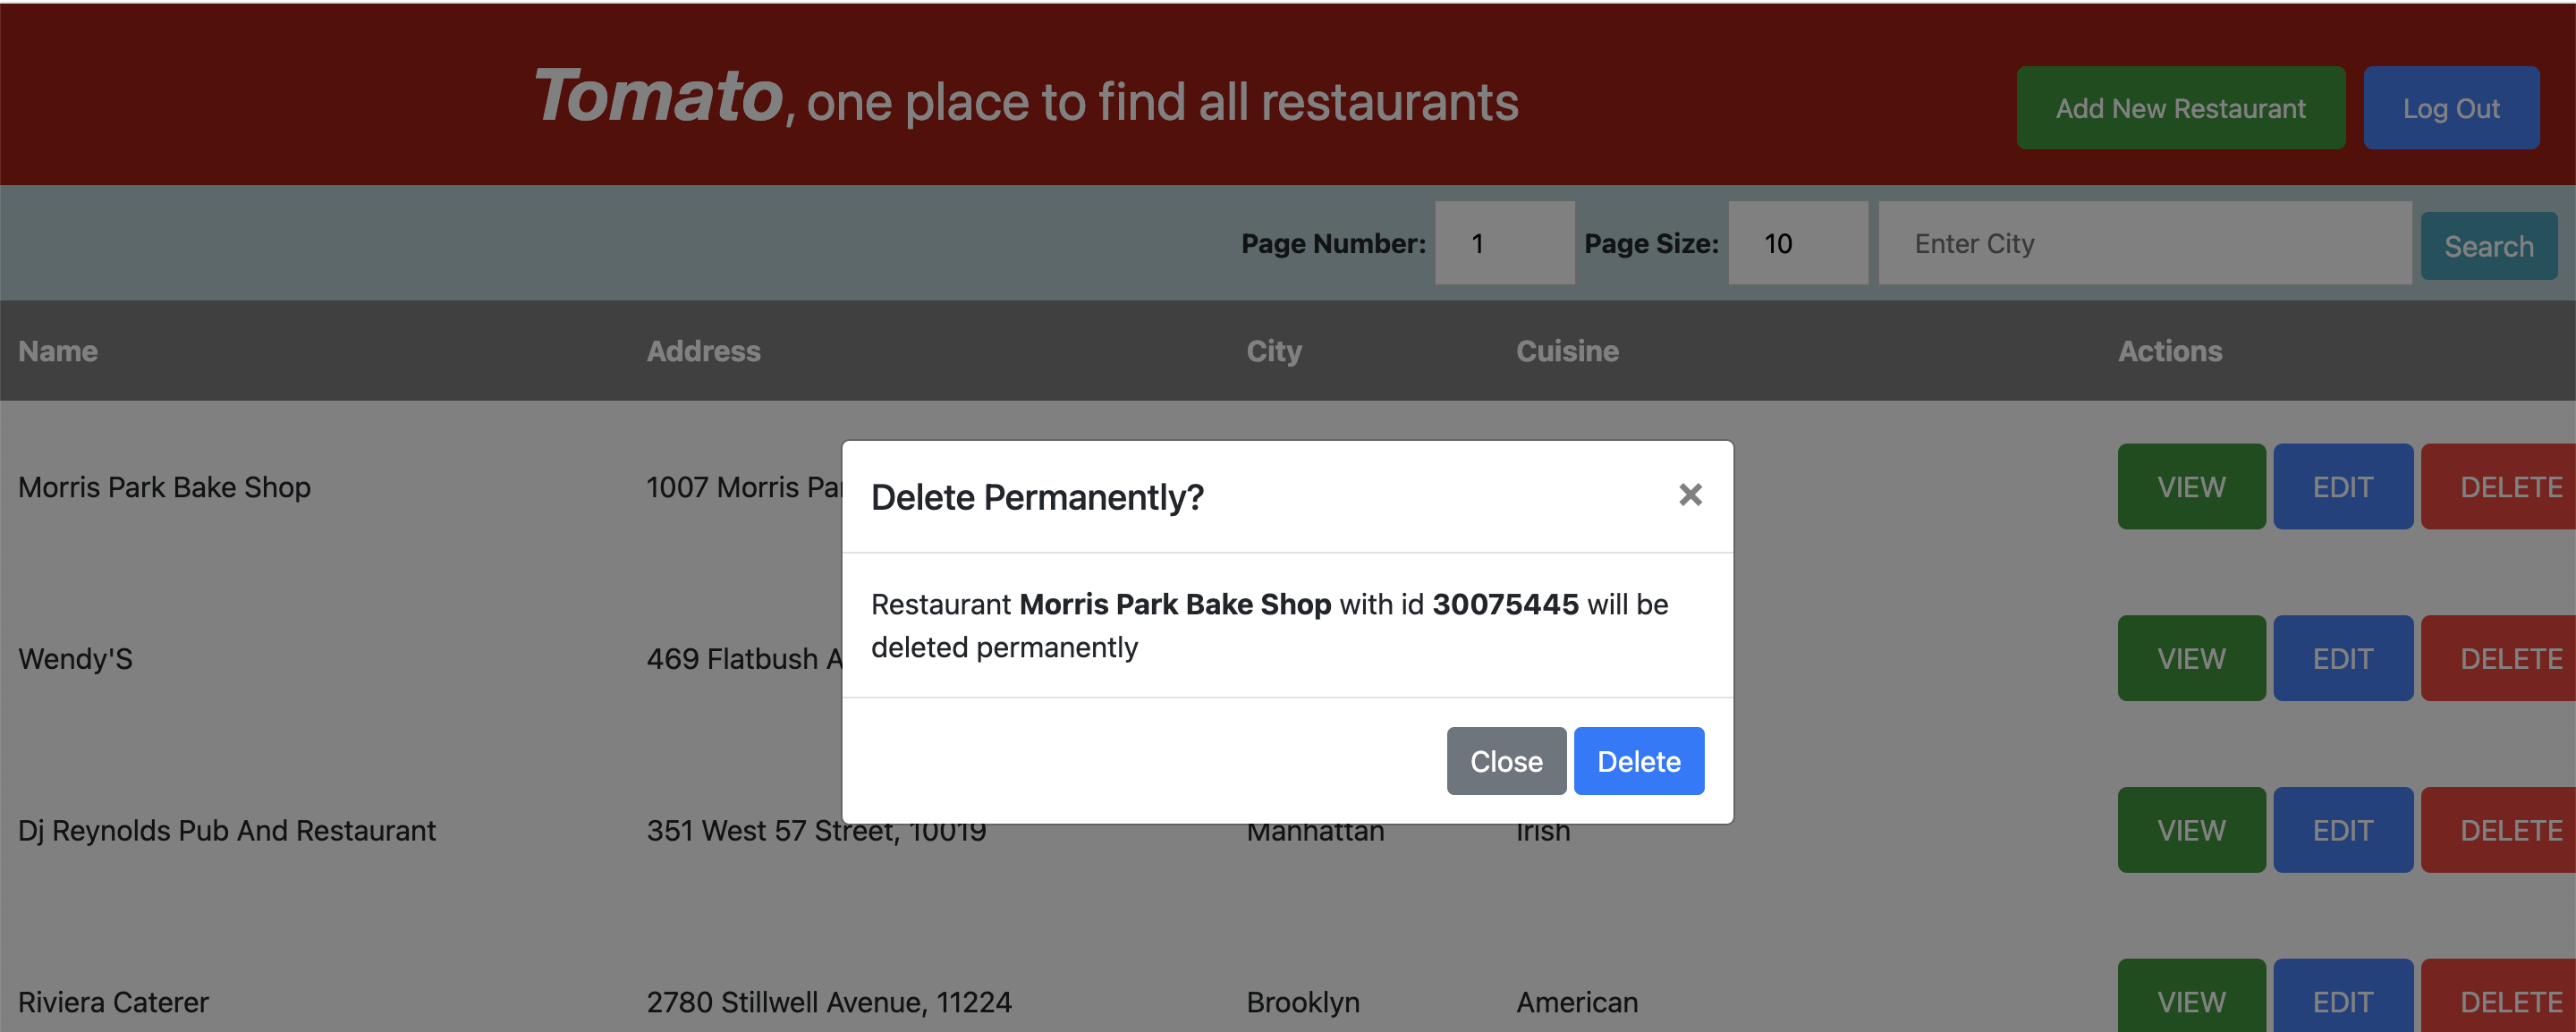 Tomato, one place to find all restaurants
Add New Restaurant
Log Out
Page Number: 1 Page Size: 10 Enter City Search
Name Address City Cuisine Actions
Morris Park Bake Shop 1007 Morris VIEW EDIT DELETE
Delete Permanently? ×
Restaurant Morris Park Bake Shop with id 30075445 will be
deleted permanently
Close Delete
Wendy'S 469 Flatbush VIEW EDIT DELETE
Dj Reynolds Pub And Restaurant 351 West 57 Street, 10019 Manhattan Irish VIEW EDIT DELETE
Riviera Caterer 2780 Stillwell Avenue, 11224 Brooklyn American VIEW EDIT DELETE